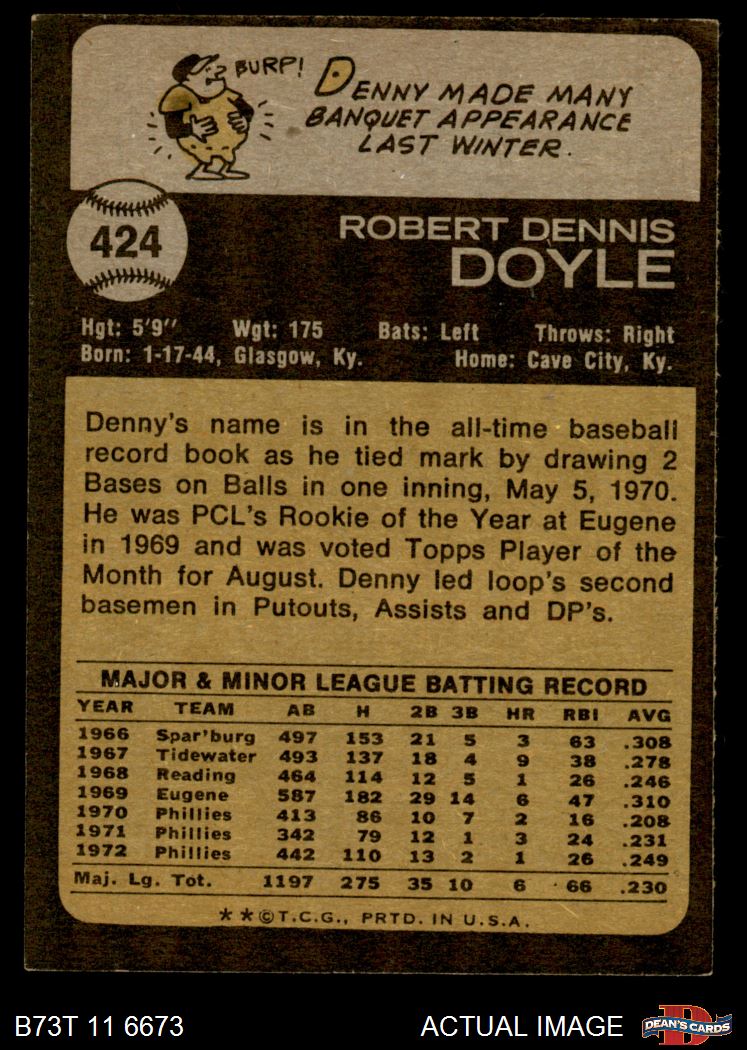 BURP!
DENNY MADE MANY
BANQUET APPEARANCE
LAST WINTER.
424
ROBERT DENNIS
DOYLE
Hgt: 5'9" Wgt: 175 Bats: Left Throws: Right
Born: 1-17-44, Glasgow, Ky. Home: Cave City, Ky.
Denny's name is in the all-time baseball
record book as he tied mark by drawing 2
Bases on Balls in one inning, May 5, 1970.
He was PCL's Rookie of the Year at Eugene
in 1969 and was voted Topps Player of the
Month for August. Denny led loop's second
basemen in Putouts, Assists and DP's.
MAJOR & MINOR LEAGUE BATTING RECORD
YEAR TEAM AB H 2B 3B HR RBI AVG
1966 Spar'burg 497 153 21 5 3 63 .308
1967 Tidewater 493 137 18 4 9 38 .278
1968 Reading 464 114 12 5 1 26 .246
1969 Eugene 587 182 29 14 6 47 .310
1970 Phillies 413 86 10 7 2 16 .208
1971 Phillies 342 79 12 1 3 24 .231
1972 Phillies 442 110 13 2 1 26 .249
Maj. Lg. Tot. 1197 275 35 10 6 66 .230
**©T.C.G., PRTD. IN U.S.A.
B73T 11 6673 ACTUAL IMAGE DEAN'S CARDS